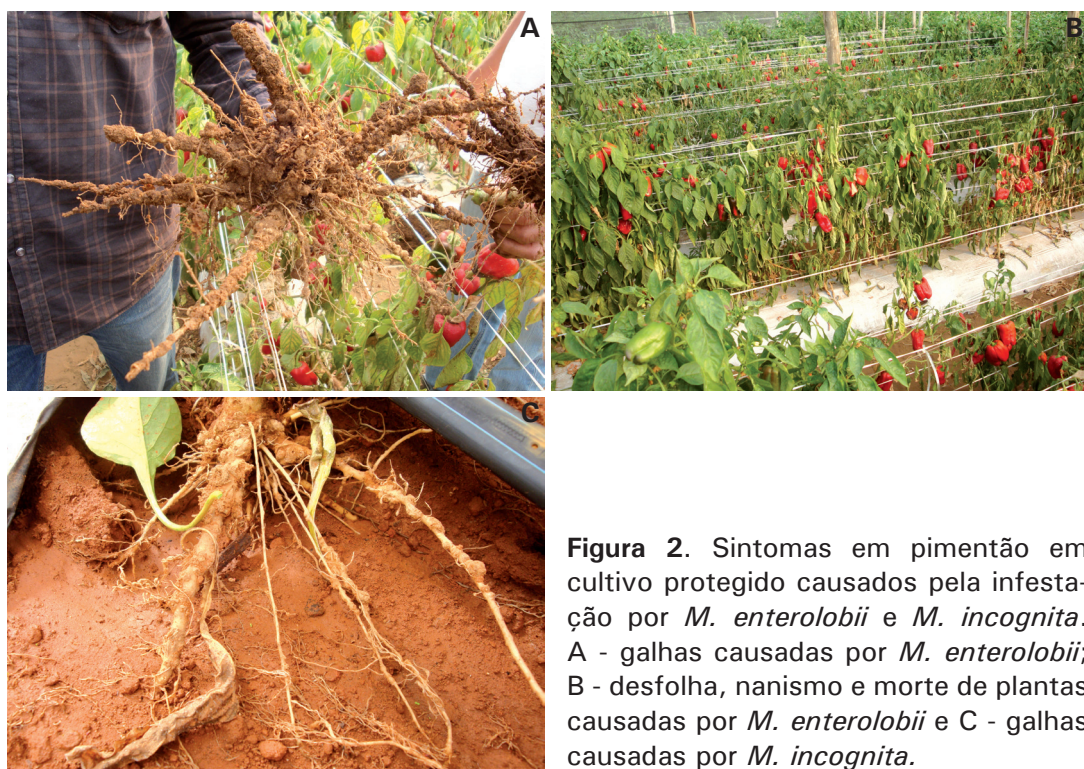 A
B
C
Figura 2. Sintomas em pimentão em
cultivo protegido causados pela infesta-
ção por M. enterolobii e M. incognita.
A - galhas causadas por M. enterolobii;
B - desfolha, nanismo e morte de plantas
causadas por M. enterolobii e C - galhas
causadas por M. incognita.